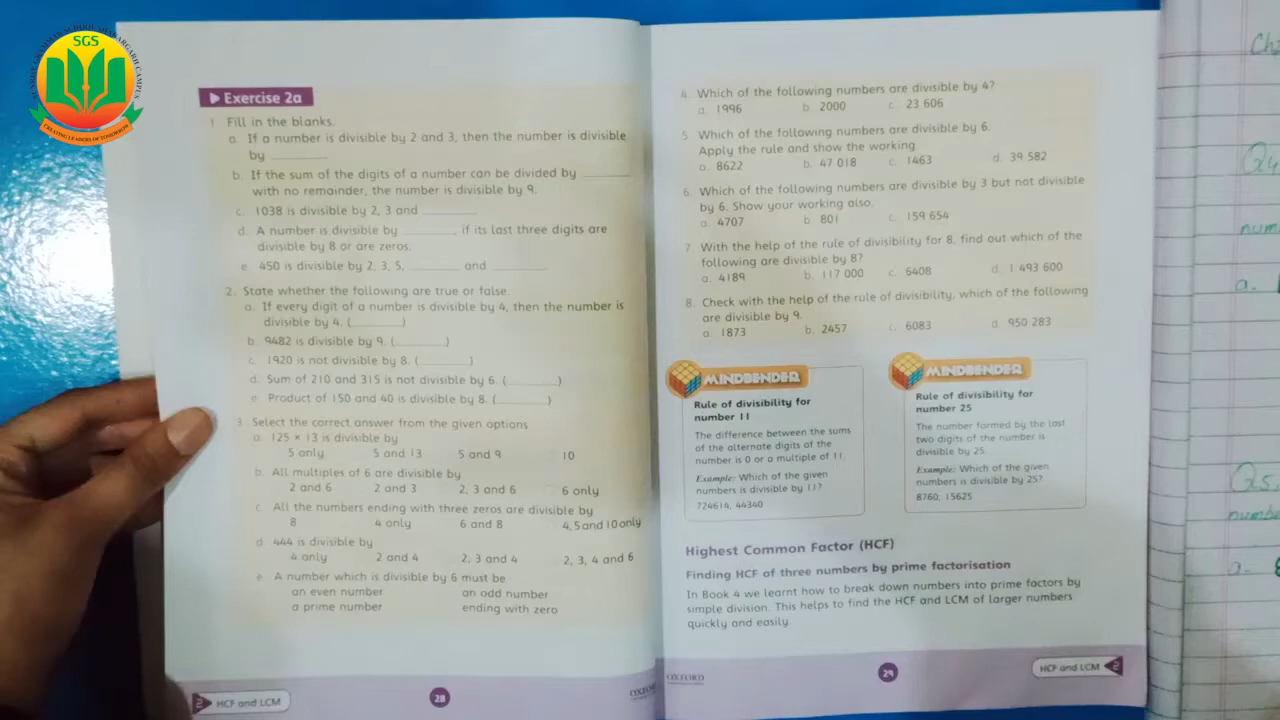 SGS
CREATING LEADERS OF TOMORROW
Exercise 2a
1 Fill in the blanks.
a. If a number is divisible by 2 and 3, then the number is divisible
by ________
b. If the sum of the digits of a number can be divided by ________
with no remainder, the number is divisible by 9.
c. 1038 is divisible by 2, 3 and ________
d. A number is divisible by ________, if its last three digits are
divisible by 8 or are zeros.
e. 450 is divisible by 2, 3, 5, ________ and ________
2. State whether the following are true or false.
a. If every digit of a number is divisible by 4, then the number is
divisible by 4. (________)
b. 9482 is divisible by 9. (________)
c. 1920 is not divisible by 8. (________)
d. Sum of 210 and 315 is not divisible by 6. (________)
e. Product of 150 and 40 is divisible by 8. (________)
3. Select the correct answer from the given options
a. 125 × 13 is divisible by
5 only 5 and 13 5 and 9 10
b. All multiples of 6 are divisible by
2 and 6 2 and 3 2, 3 and 6 6 only
c. All the numbers ending with three zeros are divisible by
8 4 only 6 and 8 4, 5 and 10 only
d. 444 is divisible by
4 only 2 and 4 2, 3 and 4 2, 3, 4 and 6
e. A number which is divisible by 6 must be
an even number an odd number
a prime number ending with zero
2 HCF and LCM
28
OXFORD
4. Which of the following numbers are divisible by 4?
a. 1996 b. 2000 c. 23 606
5. Which of the following numbers are divisible by 6.
Apply the rule and show the working.
a. 8622 b. 47 018 c. 1463 d. 39 582
6. Which of the following numbers are divisible by 3 but not divisible
by 6. Show your working also.
a. 4707 b. 801 c. 159 654
7. With the help of the rule of divisibility for 8, find out which of the
following are divisible by 8?
a. 4189 b. 117 000 c. 6408 d. 1 493 600
8. Check with the help of the rule of divisibility, which of the following
are divisible by 9.
a. 1873 b. 2457 c. 6083 d. 950 283
MINDBENDER
Rule of divisibility for
number 11
The difference between the sums
of the alternate digits of the
number is 0 or a multiple of 11.
Example: Which of the given
numbers is divisible by 11?
724614, 44340
MINDBENDER
Rule of divisibility for
number 25
The number formed by the last
two digits of the number is
divisible by 25.
Example: Which of the given
numbers is divisible by 25?
8760, 15625
Highest Common Factor (HCF)
Finding HCF of three numbers by prime factorisation
In Book 4 we learnt how to break down numbers into prime factors by
simple division. This helps to find the HCF and LCM of larger numbers
quickly and easily.
OXFORD
29
HCF and LCM 2
Ch
Q4
num
a.
Q5.
number
a.